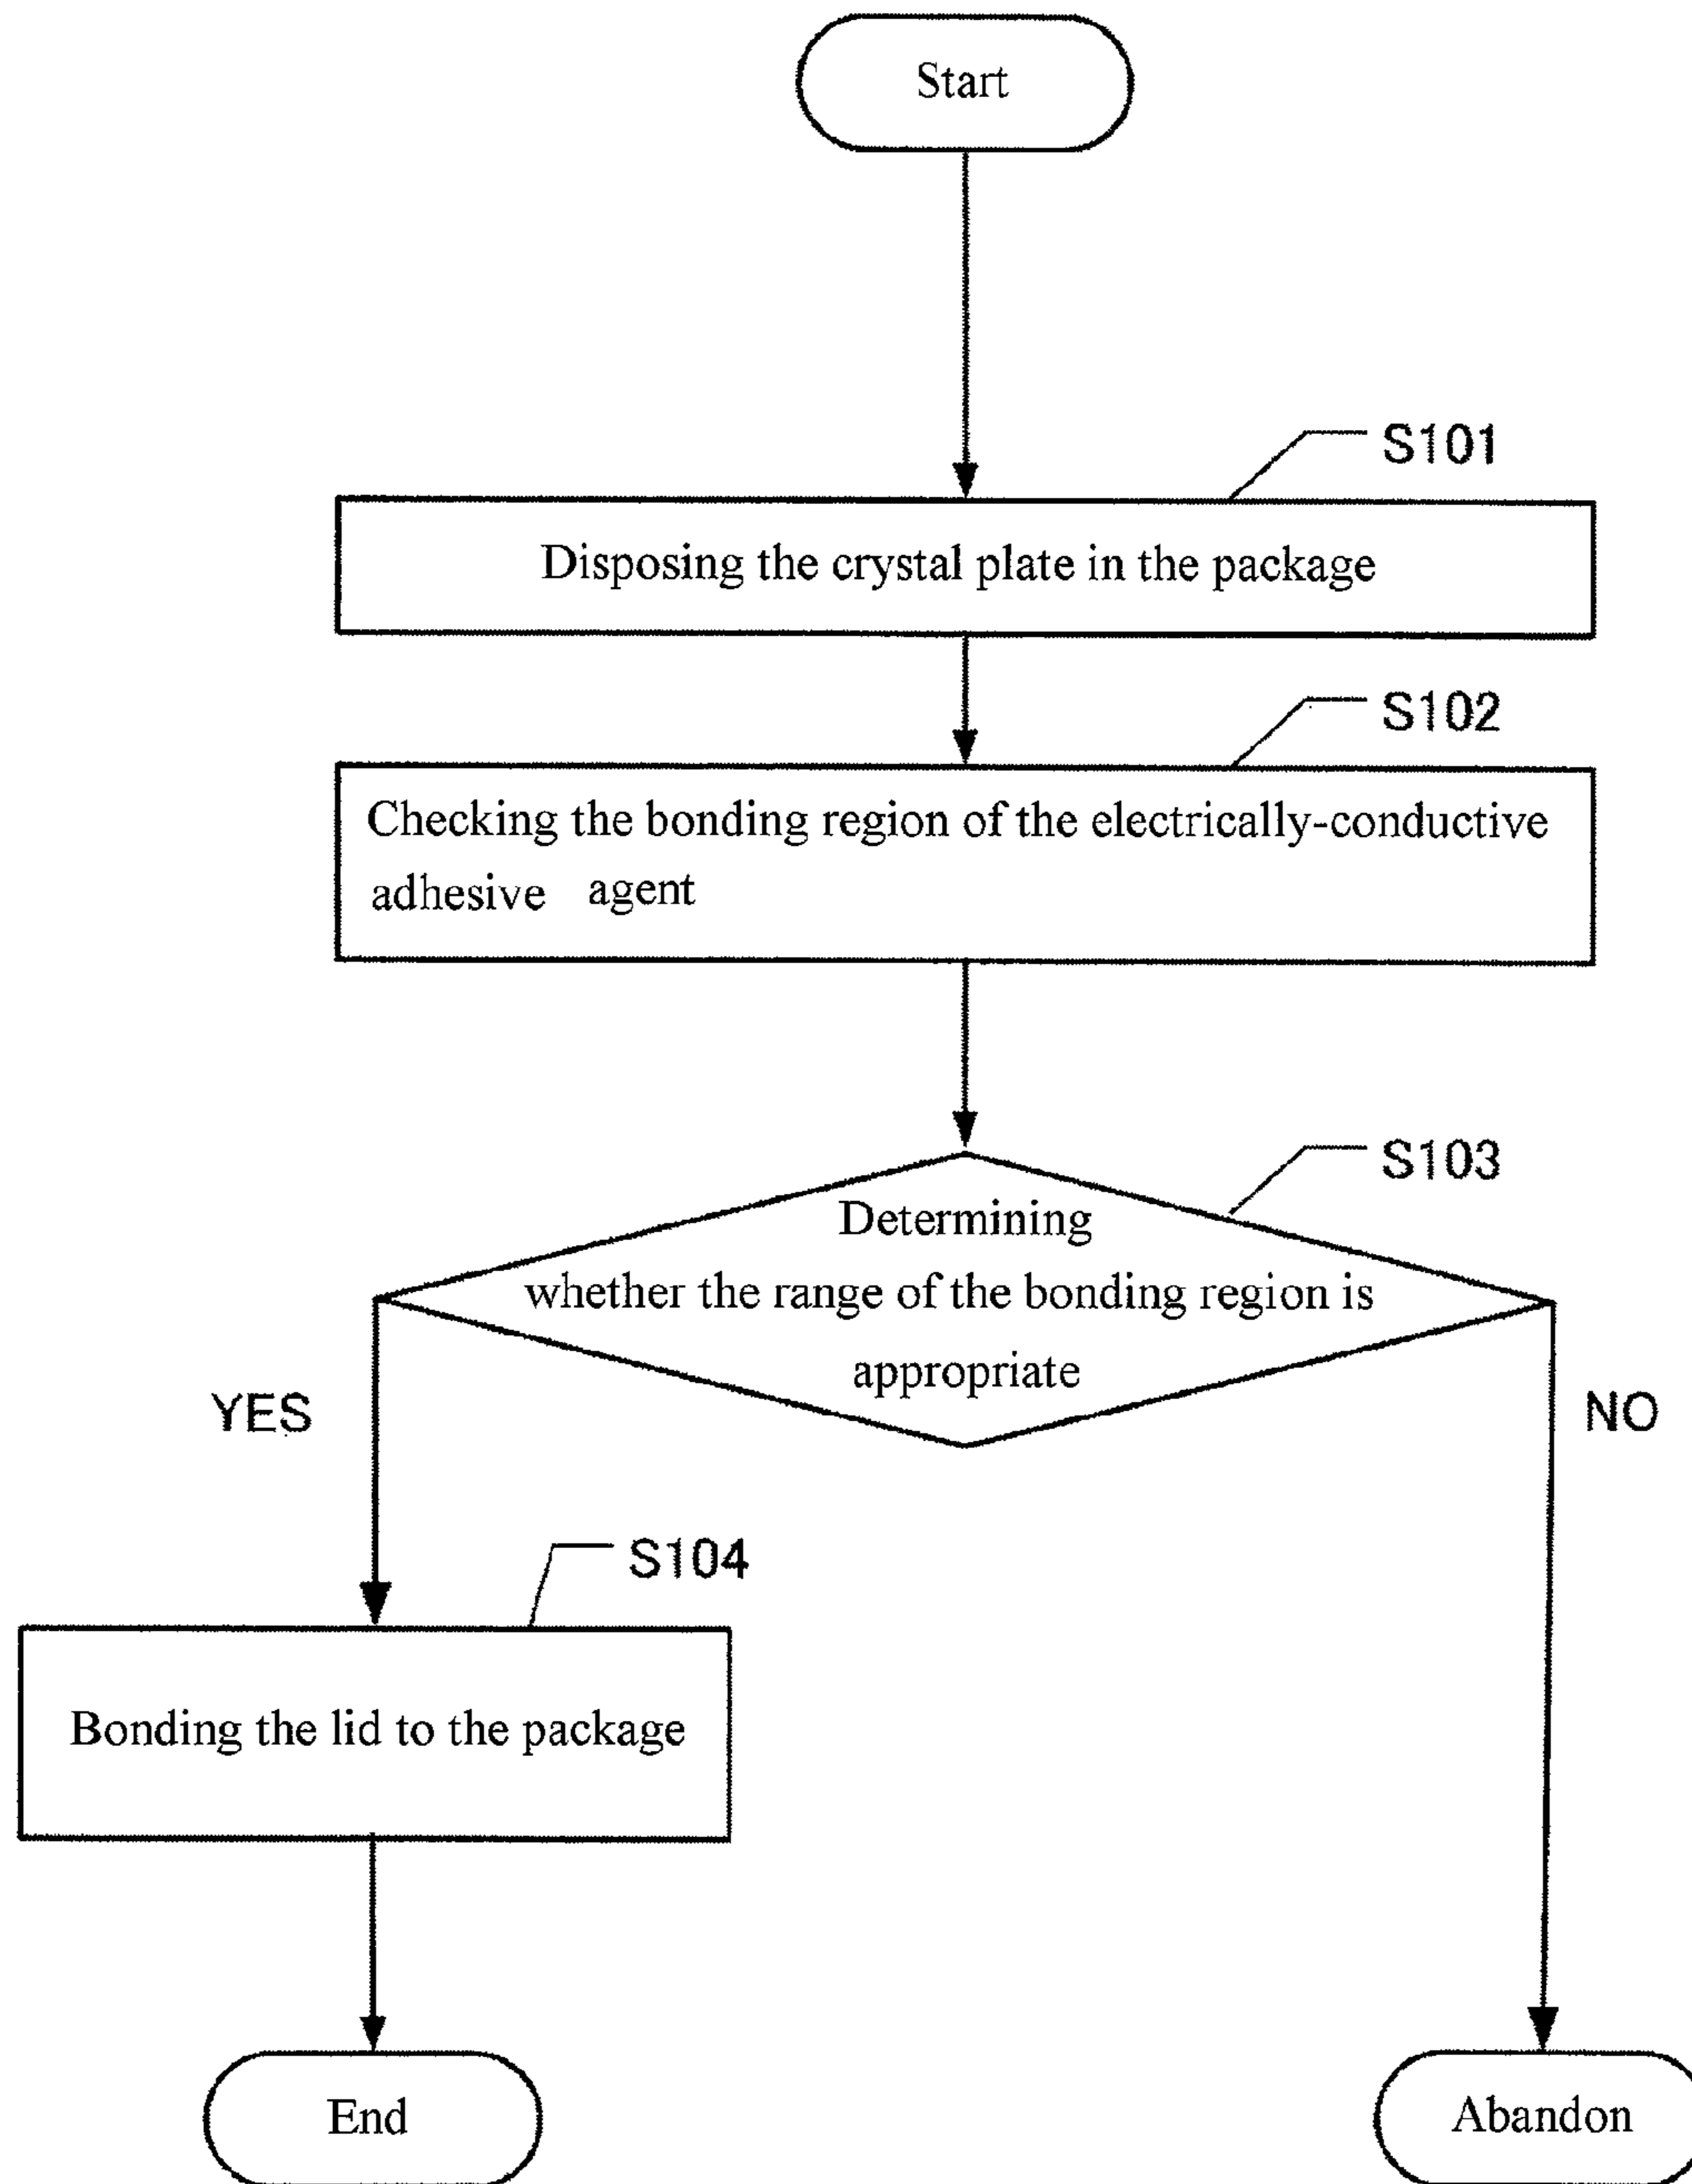 Start
S101
Disposing the crystal plate in the package
S102
Checking the bonding region of the electrically-conductive
adhesive agent
S103
Determining
whether the range of the bonding region is
appropriate
YES
NO
S104
Bonding the lid to the package
End
Abandon